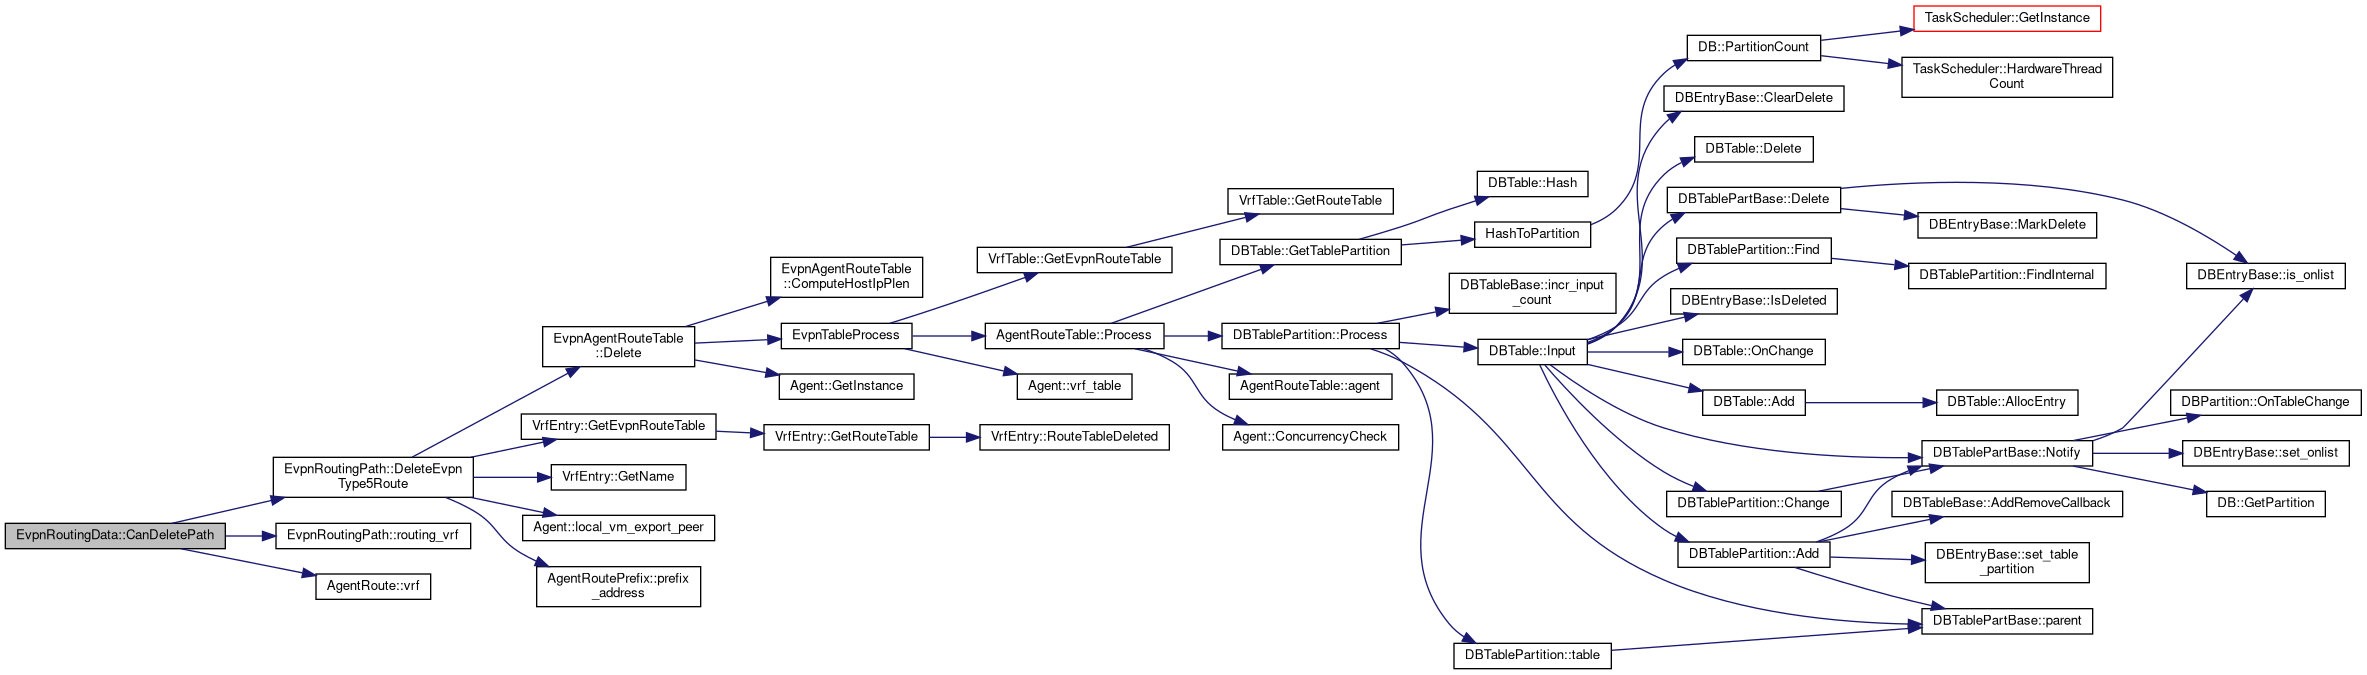 EvpnRoutingData::CanDeletePath
EvpnRoutingPath::DeleteEvpn
Type5Route
EvpnRoutingPath::routing_vrf
AgentRoute::vrf
EvpnAgentRouteTable
::Delete
VrfEntry::GetEvpnRouteTable
VrfEntry::GetName
Agent::local_vm_export_peer
AgentRoutePrefix::prefix
_address
EvpnAgentRouteTable
::ComputeHostIpPlen
EvpnTableProcess
Agent::GetInstance
VrfEntry::GetRouteTable
VrfTable::GetEvpnRouteTable
AgentRouteTable::Process
Agent::vrf_table
VrfEntry::RouteTableDeleted
VrfTable::GetRouteTable
DBTable::GetTablePartition
DBTablePartition::Process
AgentRouteTable::agent
Agent::ConcurrencyCheck
DBTable::Hash
HashToPartition
DBTableBase::incr_input
_count
DBTable::Input
DBTablePartition::table
DB::PartitionCount
DBEntryBase::ClearDelete
DBTable::Delete
DBTablePartBase::Delete
DBTablePartition::Find
DBEntryBase::IsDeleted
DBTable::OnChange
DBTable::Add
DBTablePartition::Change
DBTablePartition::Add
TaskScheduler::GetInstance
TaskScheduler::HardwareThread
Count
DBEntryBase::MarkDelete
DBTablePartition::FindInternal
DBTable::AllocEntry
DBTablePartBase::Notify
DBTableBase::AddRemoveCallback
DBEntryBase::set_table
_partition
DBTablePartBase::parent
DBEntryBase::is_onlist
DBPartition::OnTableChange
DBEntryBase::set_onlist
DB::GetPartition